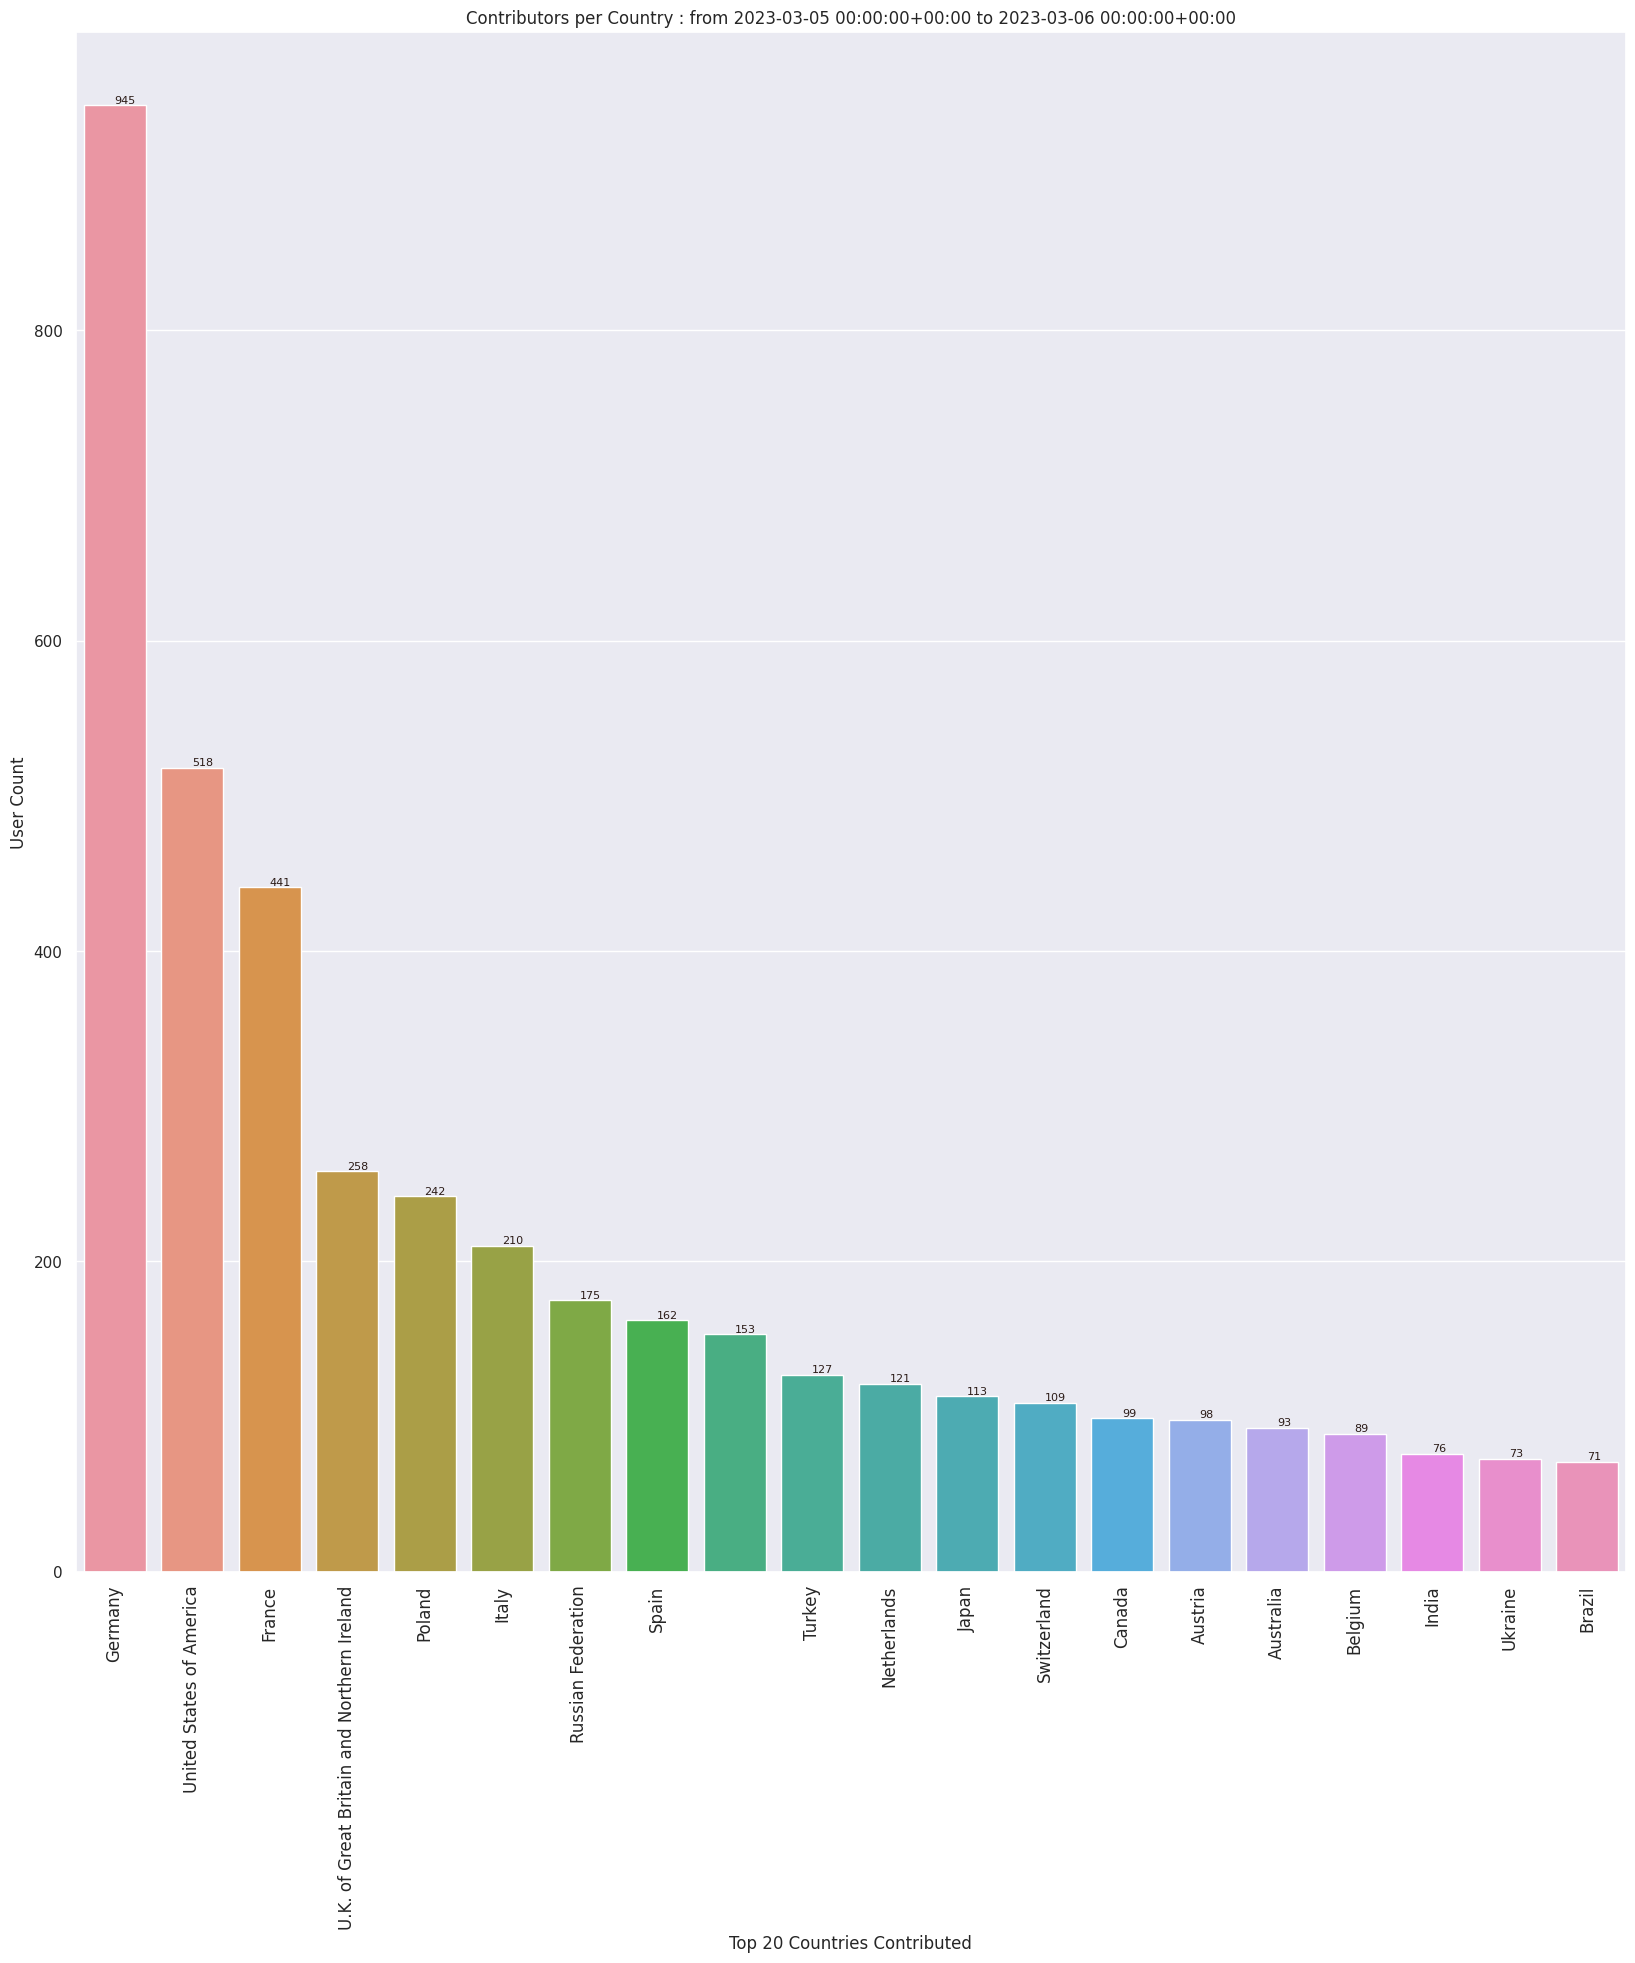 Contributors per Country : from 2023-03-05 00:00:00+00:00 to 2023-03-06 00:00:00+00:00
User Count
800
600
400
200
0
945
518
441
258
242
210
175
162
153
127
121
113
109
99
98
93
89
76
73
71
Germany
United States of America
France
U.K. of Great Britain and Northern Ireland
Poland
Italy
Russian Federation
Spain
Turkey
Netherlands
Japan
Switzerland
Canada
Austria
Australia
Belgium
India
Ukraine
Brazil
Top 20 Countries Contributed